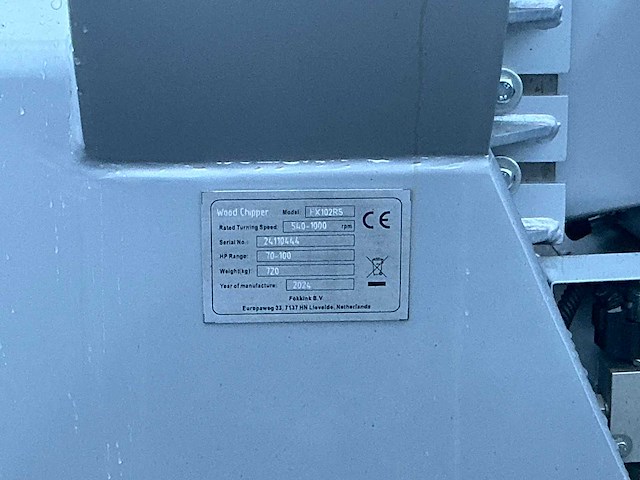 Wood Chipper Model: FX102RS CE
Rated Turning Speed: 540-1000 rpm
Serial No.: 24110444
HP Range: 70-100
Weight(kg): 720
Year of manufacture: 2024
Fokkink B.V
Europaweg 23, 7137 HN Lievelde, Netherlands